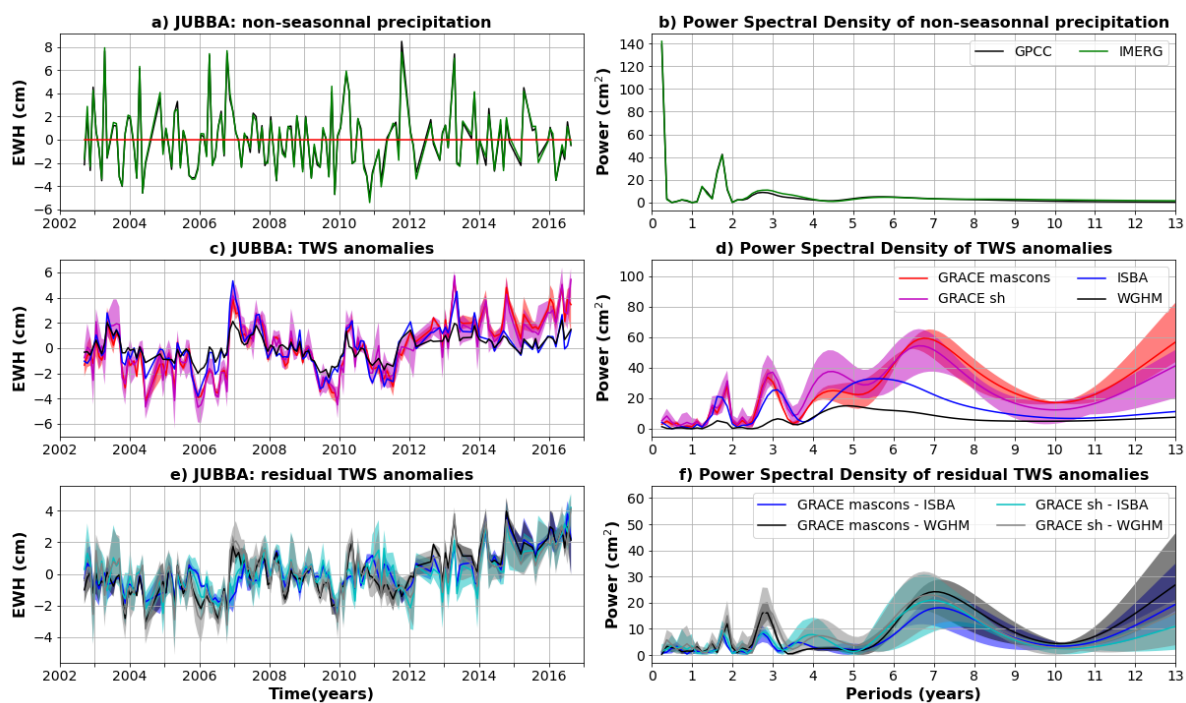 a) JUBBA: non-seasonnal precipitation
EWH (cm)
8
6
4
2
0
−2
−4
−6
2002 2004 2006 2008 2010 2012 2014 2016
b) Power Spectral Density of non-seasonnal precipitation
Power (cm²)
140
120
100
80
60
40
20
0
GPCC IMERG
0 1 2 3 4 5 6 7 8 9 10 11 12 13
c) JUBBA: TWS anomalies
EWH (cm)
6
4
2
0
−2
−4
−6
2002 2004 2006 2008 2010 2012 2014 2016
d) Power Spectral Density of TWS anomalies
Power (cm²)
100
80
60
40
20
0
GRACE mascons ISBA
GRACE sh WGHM
0 1 2 3 4 5 6 7 8 9 10 11 12 13
e) JUBBA: residual TWS anomalies
EWH (cm)
4
2
0
−2
−4
2002 2004 2006 2008 2010 2012 2014 2016
Time(years)
f) Power Spectral Density of residual TWS anomalies
Power (cm²)
60
50
40
30
20
10
0
GRACE mascons - ISBA GRACE sh - ISBA
GRACE mascons - WGHM GRACE sh - WGHM
0 1 2 3 4 5 6 7 8 9 10 11 12 13
Periods (years)